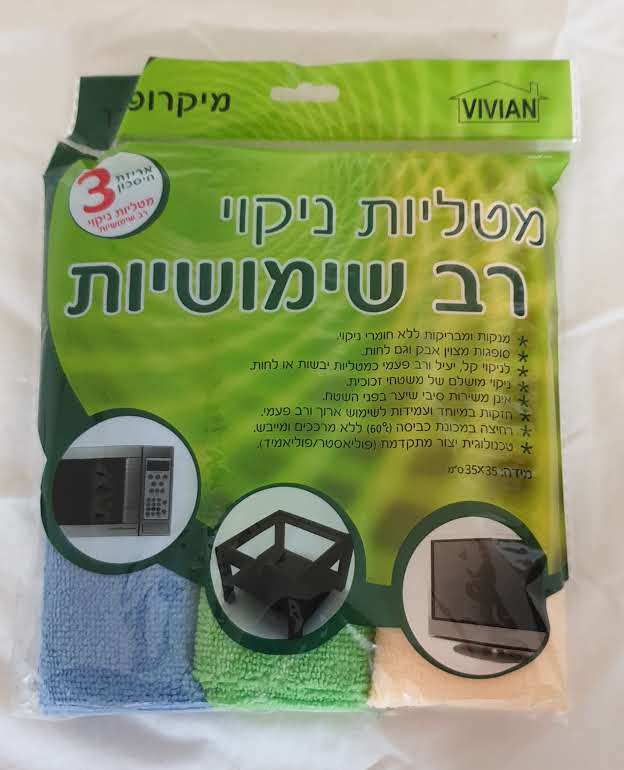 VIVIAN
3 אריזת
חיסכון
מטליות ניקוי
רב שימושיות
מטליות ניקוי
רב שימושיות
* מנקות ומבריקות ללא חומרי ניקוי.
* סופגות מצוין אבק וגם לחות.
* לניקוי קל, יעיל ורב פעמי כמטליות יבשות או לחות.
* ניקוי מושלם של משטחי זכוכית.
* אינן משירות סיבי שיער בפני השטח.
* חזקות במיוחד ועמידות לשימוש ארוך ורב פעמי.
* רחיצה במכונת כביסה (60°) ללא מרככים ומייבש.
* טכנולוגית יצור מתקדמת (פוליאסטר/פוליאמיד).
מידה: 35X35 ס"מ